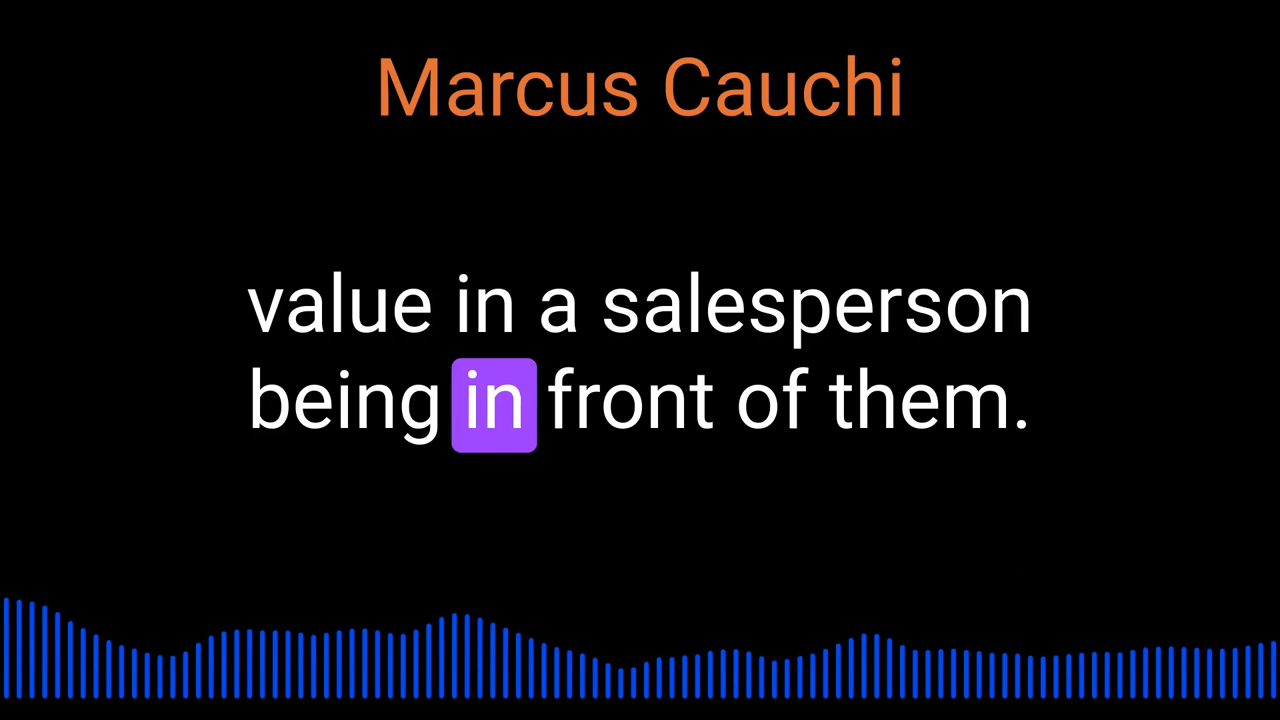 Marcus Cauchi
value in a salesperson
being in front of them.